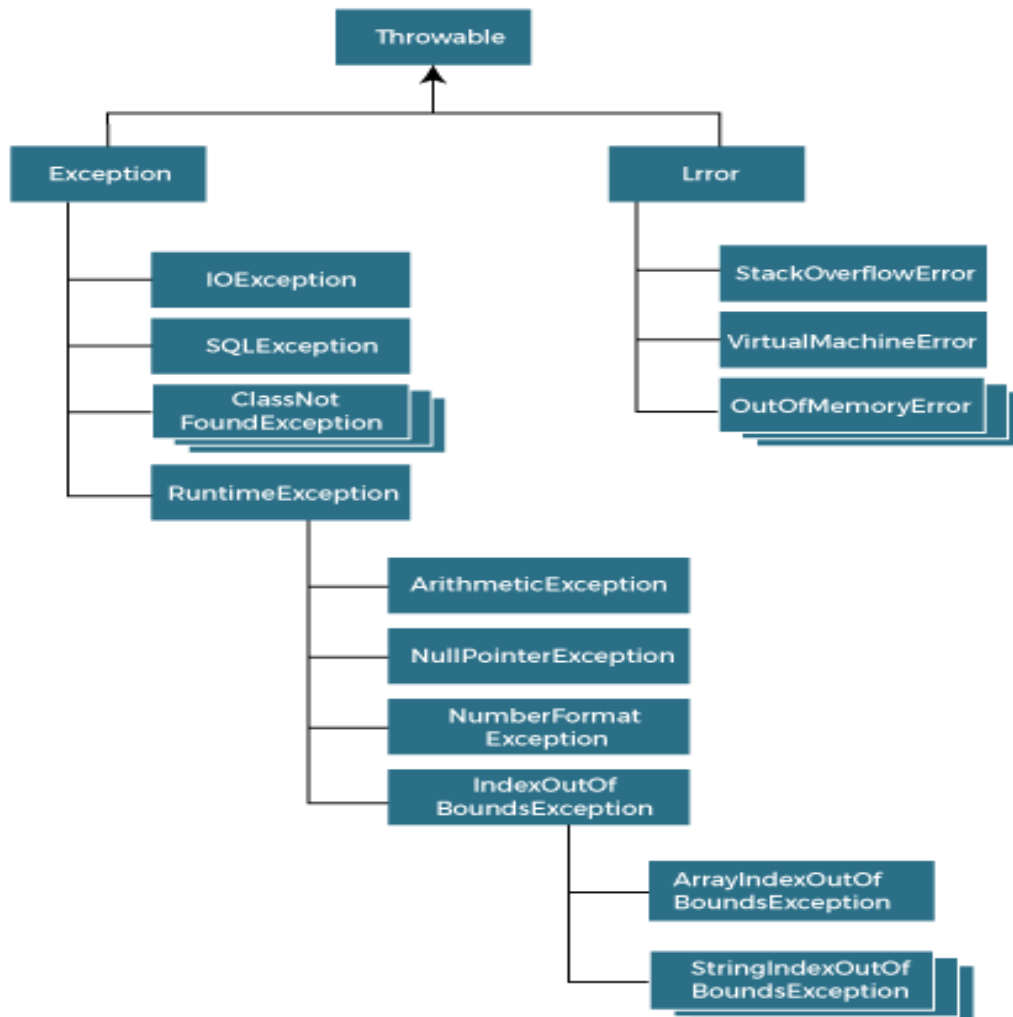 Throwable
Exception
Lrror
IOException
SQLException
ClassNot
FoundException
RuntimeException
StackOverflowError
VirtualMachineError
OutOfMemoryError
ArithmeticException
NullPointerException
NumberFormat
Exception
IndexOutOf
BoundsException
ArrayIndexOutOf
BoundsException
StringIndexOutOf
BoundsException